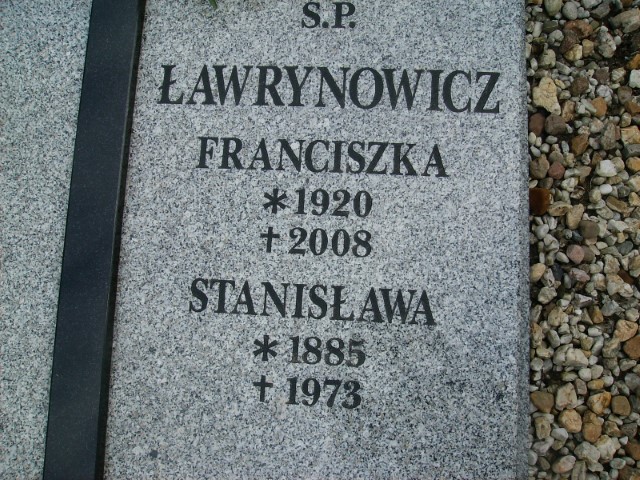 S.P.
ŁAWRYNOWICZ
FRANCISZKA
* 1920
† 2008
STANISŁAWA
* 1885
† 1973